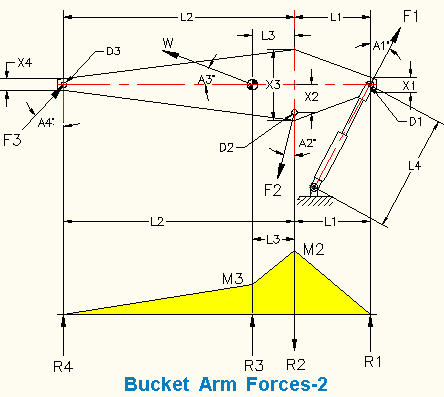 L2
L1
F1
L3
A1°
W
D3
X4
A3°
X3
X1
X2
F3
A4°
D2
A2°
D1
F2
L4
L2
L1
L3
M2
M3
R4
R3
R2
R1
Bucket Arm Forces-2